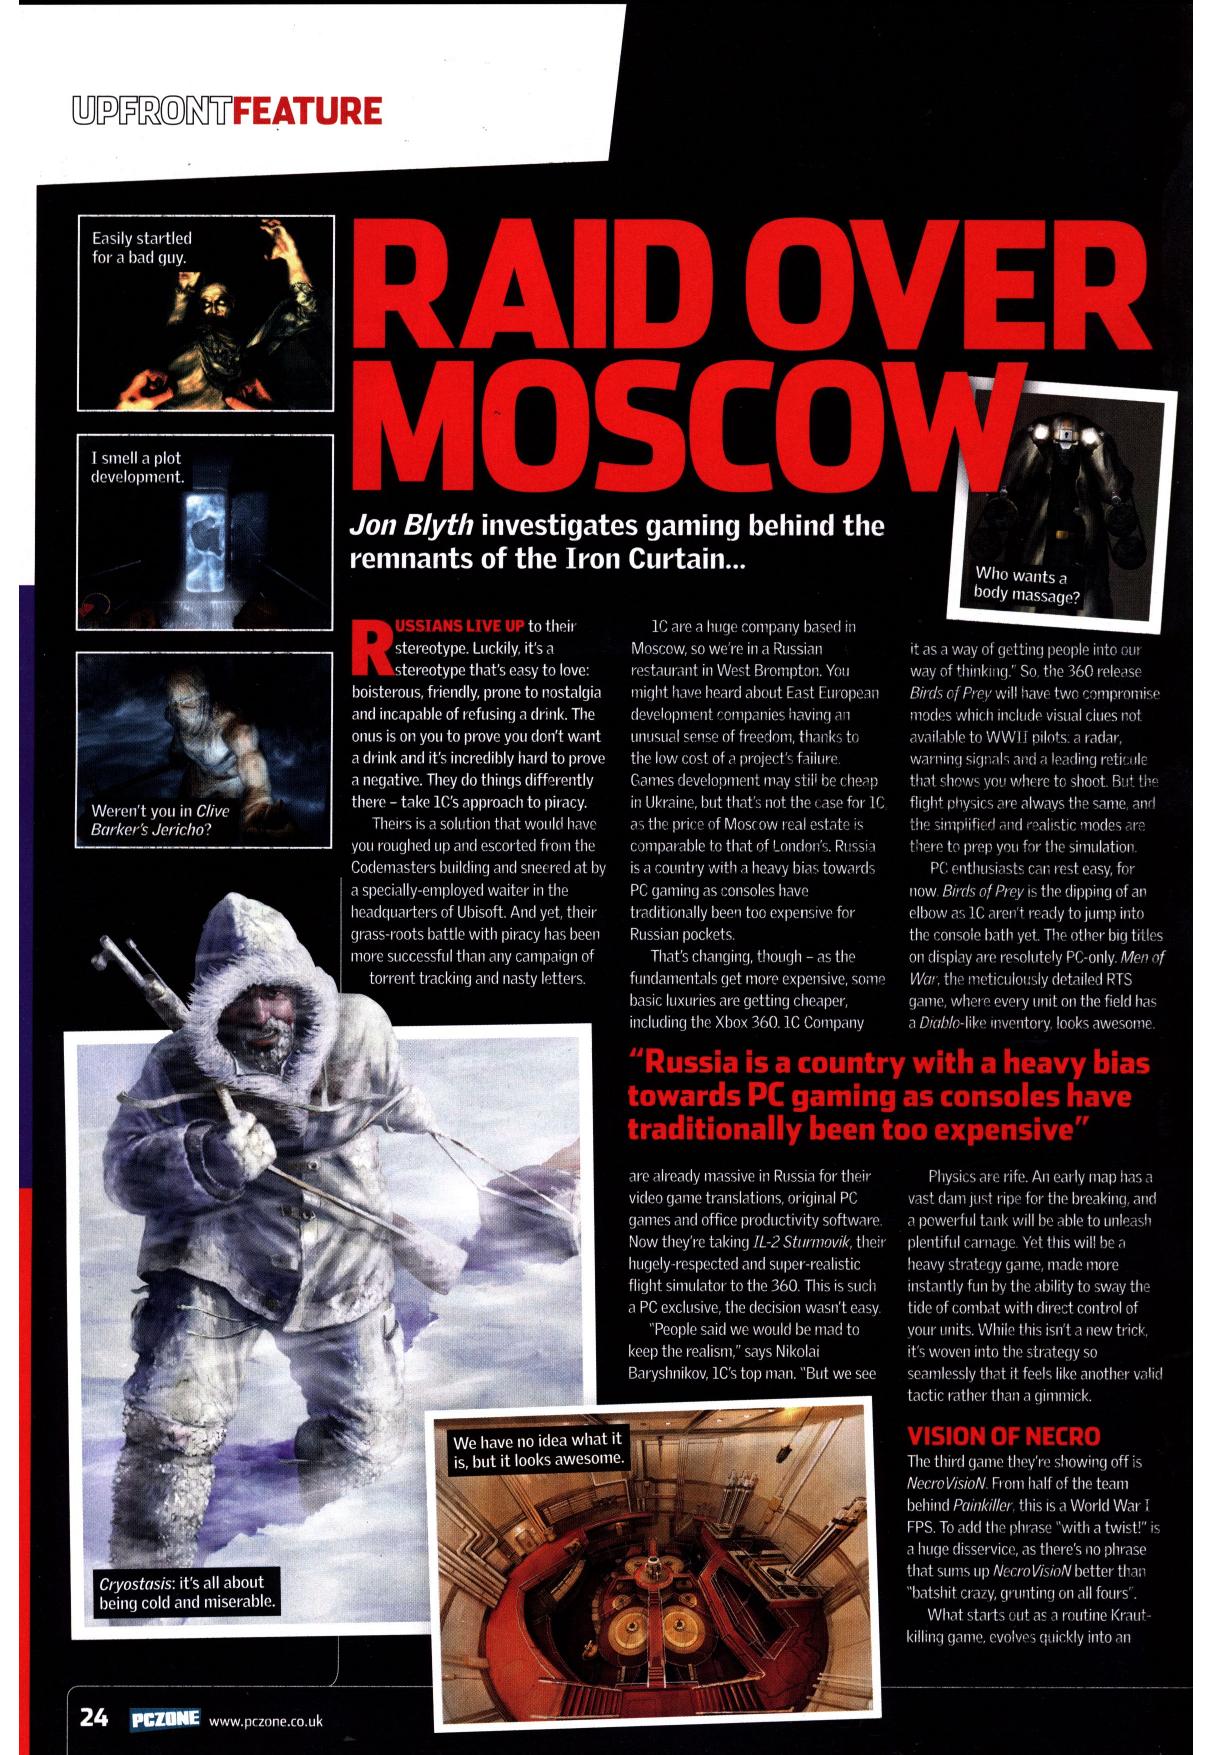 UPFRONTFEATURE
Easily startled
for a bad guy.
I smell a plot
development.
Weren't you in Clive
Barker's Jericho?
RAID OVER
MOSCOW
Who wants a
body massage?
Jon Blyth investigates gaming behind the
remnants of the Iron Curtain...
RUSSIANS LIVE UP to their
stereotype. Luckily, it's a
stereotype that's easy to love:
boisterous, friendly, prone to nostalgia
and incapable of refusing a drink. The
onus is on you to prove you don't want
a drink and it's incredibly hard to prove
a negative. They do things differently
there – take 1C's approach to piracy.
Theirs is a solution that would have
you roughed up and escorted from the
Codemasters building and sneered at by
a specially-employed waiter in the
headquarters of Ubisoft. And yet, their
grass-roots battle with piracy has been
more successful than any campaign of
torrent tracking and nasty letters.
1C are a huge company based in
Moscow, so we're in a Russian
restaurant in West Brompton. You
might have heard about East European
development companies having an
unusual sense of freedom, thanks to
the low cost of a project's failure.
Games development may still be cheap
in Ukraine, but that's not the case for 1C
as the price of Moscow real estate is
comparable to that of London's. Russia
is a country with a heavy bias towards
PC gaming as consoles have
traditionally been too expensive for
Russian pockets.
That's changing, though – as the
fundamentals get more expensive, some
basic luxuries are getting cheaper,
including the Xbox 360. 1C Company
"Russia is a country with a heavy bias
towards PC gaming as consoles have
traditionally been too expensive"
are already massive in Russia for their
video game translations, original PC
games and office productivity software.
Now they're taking IL-2 Sturmovik, their
hugely-respected and super-realistic
flight simulator to the 360. This is such
a PC exclusive, the decision wasn't easy.
"People said we would be mad to
keep the realism," says Nikolai
Baryshnikov, 1C's top man. "But we see
it as a way of getting people into our
way of thinking." So, the 360 release
Birds of Prey will have two compromise
modes which include visual clues not
available to WWII pilots: a radar,
warning signals and a leading reticule
that shows you where to shoot. But the
flight physics are always the same, and
the simplified and realistic modes are
there to prep you for the simulation.
PC enthusiasts can rest easy, for
now. Birds of Prey is the dipping of an
elbow as 1C aren't ready to jump into
the console bath yet. The other big titles
on display are resolutely PC-only. Men of
War, the meticulously detailed RTS
game, where every unit on the field has
a Diablo-like inventory, looks awesome.
Physics are rife. An early map has a
vast dam just ripe for the breaking, and
a powerful tank will be able to unleash
plentiful carnage. Yet this will be a
heavy strategy game, made more
instantly fun by the ability to sway the
tide of combat with direct control of
your units. While this isn't a new trick,
it's woven into the strategy so
seamlessly that it feels like another valid
tactic rather than a gimmick.
VISION OF NECRO
The third game they're showing off is
NecroVisioN. From half of the team
behind Painkiller, this is a World War I
FPS. To add the phrase "with a twist!" is
a huge disservice, as there's no phrase
that sums up NecroVisioN better than
"batshit crazy, grunting on all fours".
What starts out as a routine Kraut-
killing game, evolves quickly into an
We have no idea what it
is, but it looks awesome.
Cryostasis: it's all about
being cold and miserable.
24 PCZONE www.pczone.co.uk